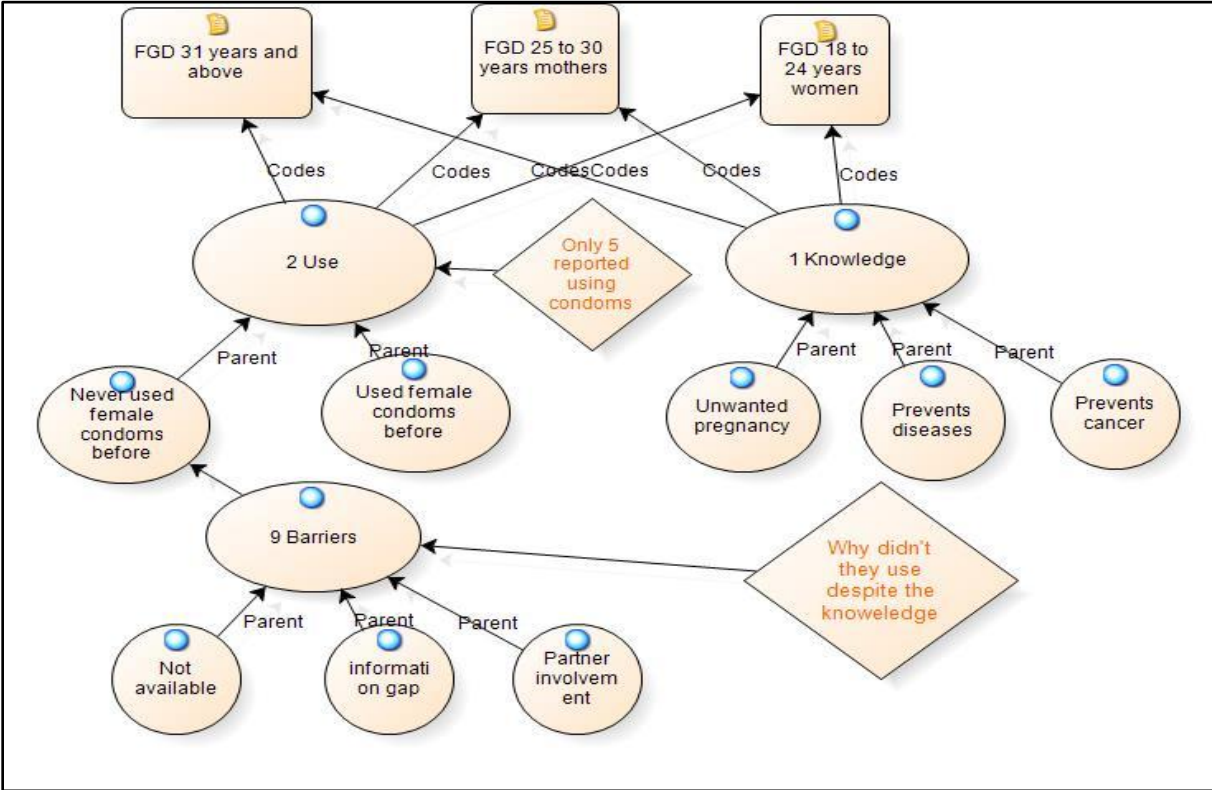 FGD 31 years and
above
FGD 25 to 30
years mothers
FGD 18 to
24 years
women
Codes
Codes
Codes
Codes
Codes
Codes
2 Use
Only 5
reported
using
condoms
1 Knowledge
Parent
Parent
Parent
Parent
Parent
Never used
female
condoms
before
Used female
condoms
before
Unwanted
pregnancy
Prevents
diseases
Prevents
cancer
9 Barriers
Why didn't
they use
despite the
knoweledge
Parent
Parent
Parent
Not
available
informati
on gap
Partner
involvem
ent